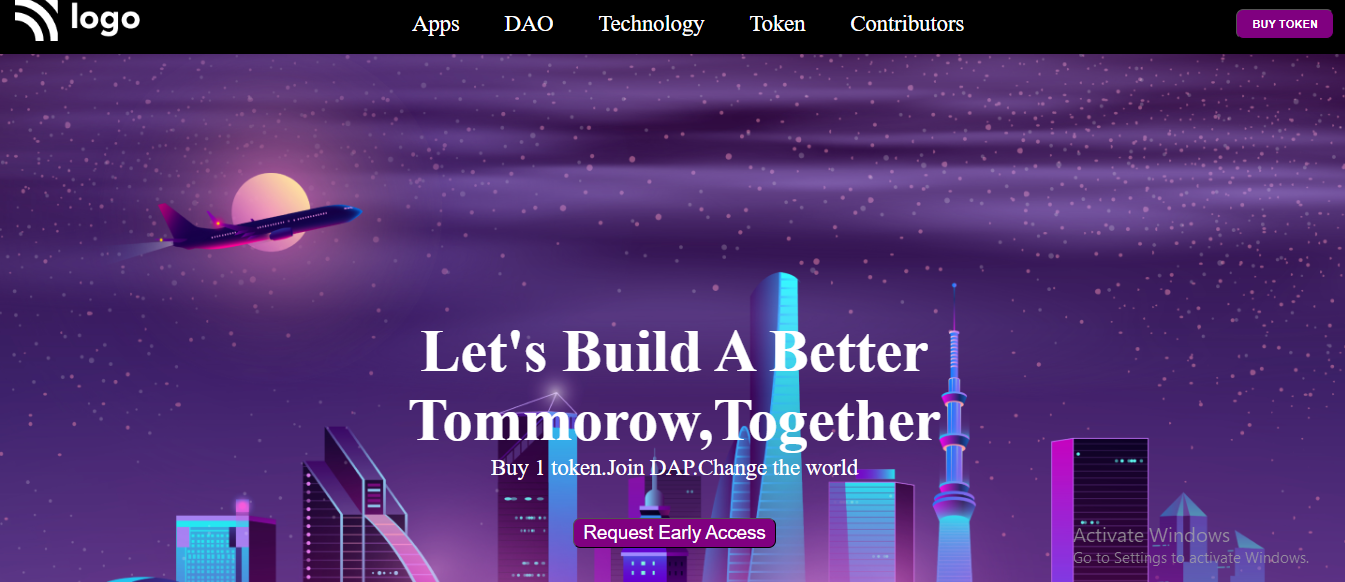 logo
Apps DAO Technology Token Contributors
BUY TOKEN
Let's Build A Better
Tommorow,Together
Buy 1 token.Join DAP.Change the world
Request Early Access
Activate Windows
Go to Settings to activate Windows.